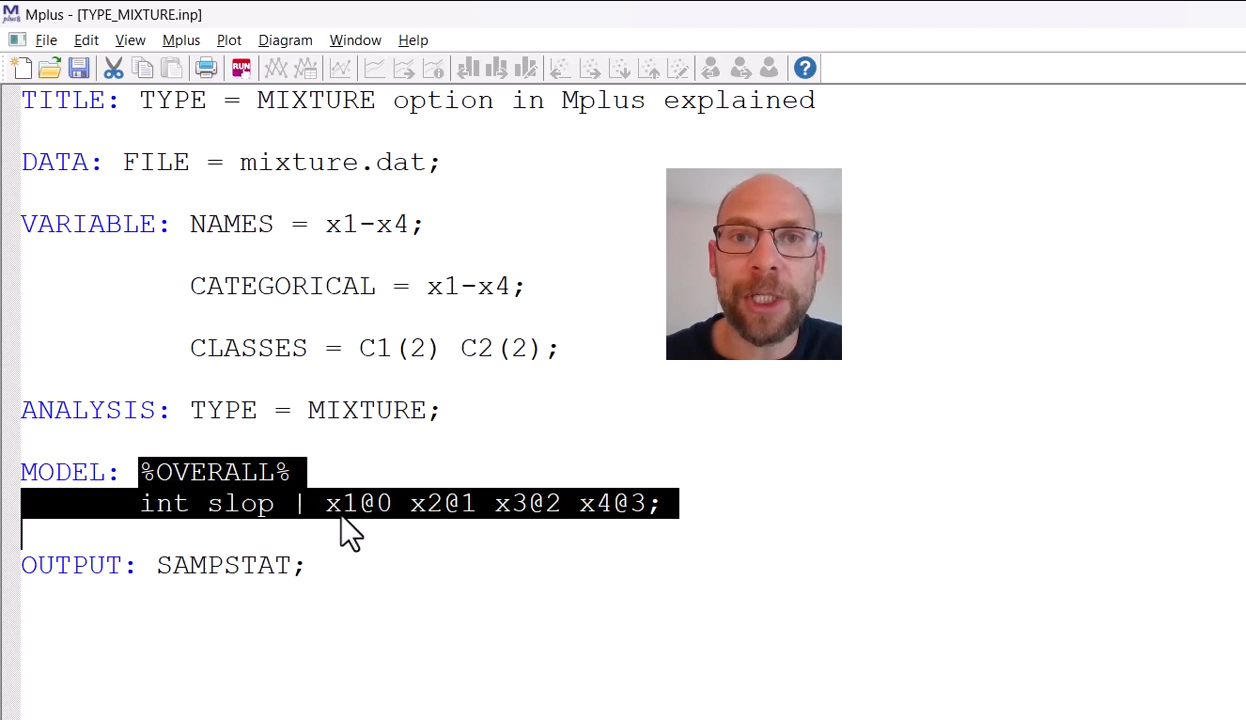 Mplus - [TYPE_MIXTURE.inp]
File Edit View Mplus Plot Diagram Window Help
RUN
TITLE: TYPE = MIXTURE option in Mplus explained
DATA: FILE = mixture.dat;
VARIABLE: NAMES = x1-x4;
CATEGORICAL = x1-x4;
CLASSES = C1(2) C2(2);
ANALYSIS: TYPE = MIXTURE;
MODEL: %OVERALL%
int slop | x1@0 x2@1 x3@2 x4@3;
OUTPUT: SAMPSTAT;